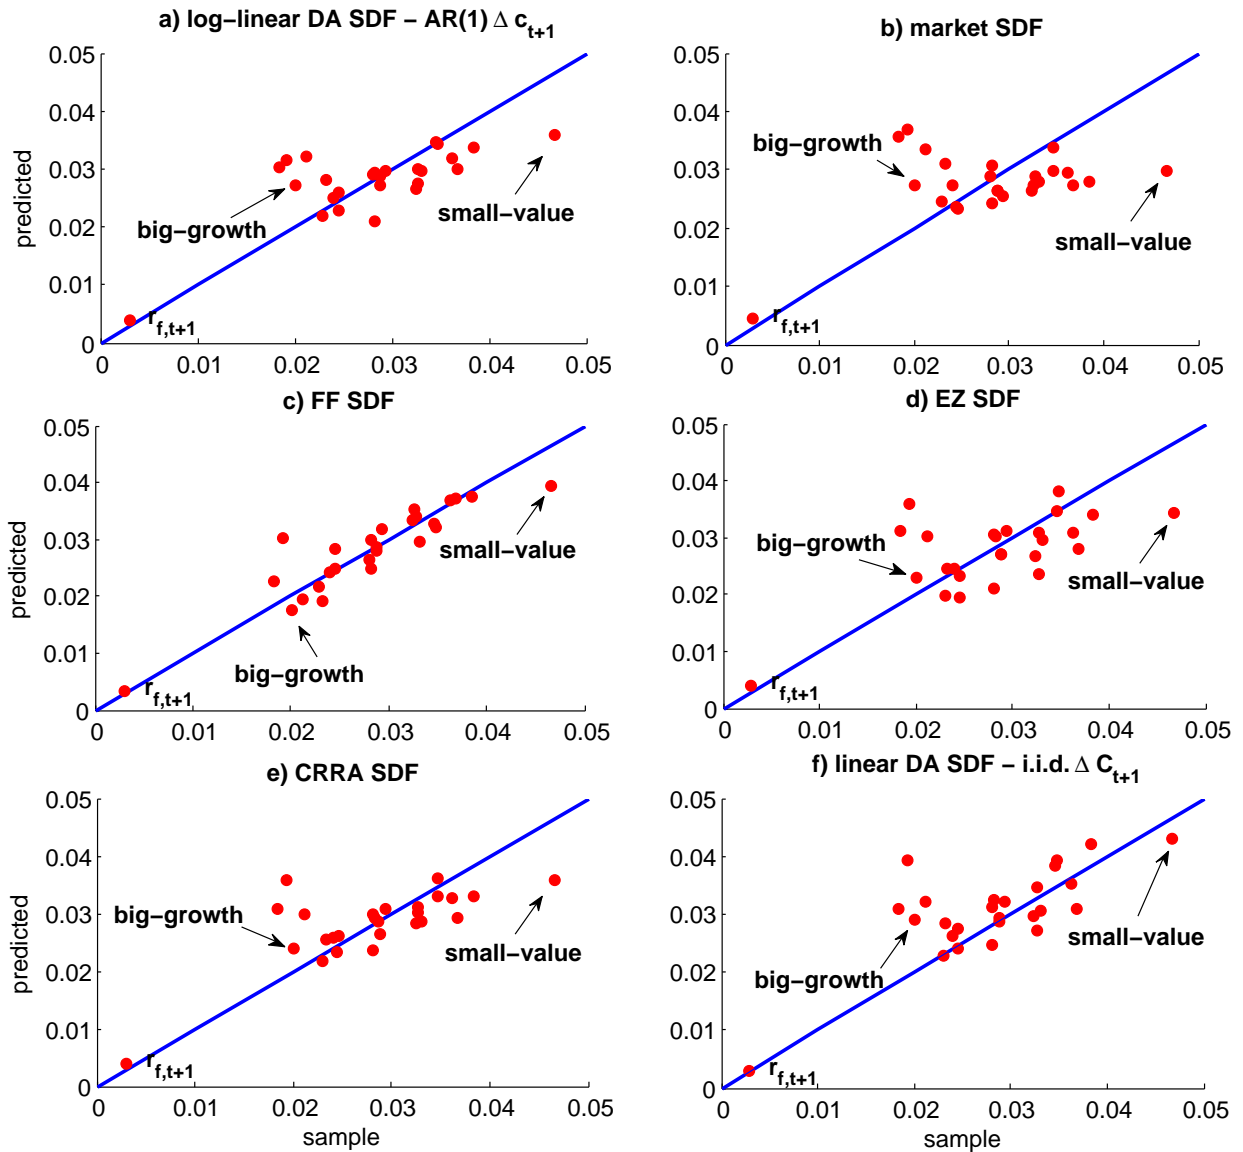 a) log−linear DA SDF − AR(1) Δ c_{t+1}
0.05
0.04
0.03
0.02
0.01
0
0 0.01 0.02 0.03 0.04 0.05
predicted
big−growth
small−value
r_{f,t+1}
b) market SDF
0.05
0.04
0.03
0.02
0.01
0
0 0.01 0.02 0.03 0.04 0.05
big−growth
small−value
r_{f,t+1}
c) FF SDF
0.05
0.04
0.03
0.02
0.01
0
0 0.01 0.02 0.03 0.04 0.05
predicted
small−value
big−growth
r_{f,t+1}
d) EZ SDF
0.05
0.04
0.03
0.02
0.01
0
0 0.01 0.02 0.03 0.04 0.05
big−growth
small−value
r_{f,t+1}
e) CRRA SDF
0.05
0.04
0.03
0.02
0.01
0
0 0.01 0.02 0.03 0.04 0.05
predicted
sample
big−growth
small−value
r_{f,t+1}
f) linear DA SDF − i.i.d. Δ C_{t+1}
0.05
0.04
0.03
0.02
0.01
0
0 0.01 0.02 0.03 0.04 0.05
sample
small−value
big−growth
r_{f,t+1}